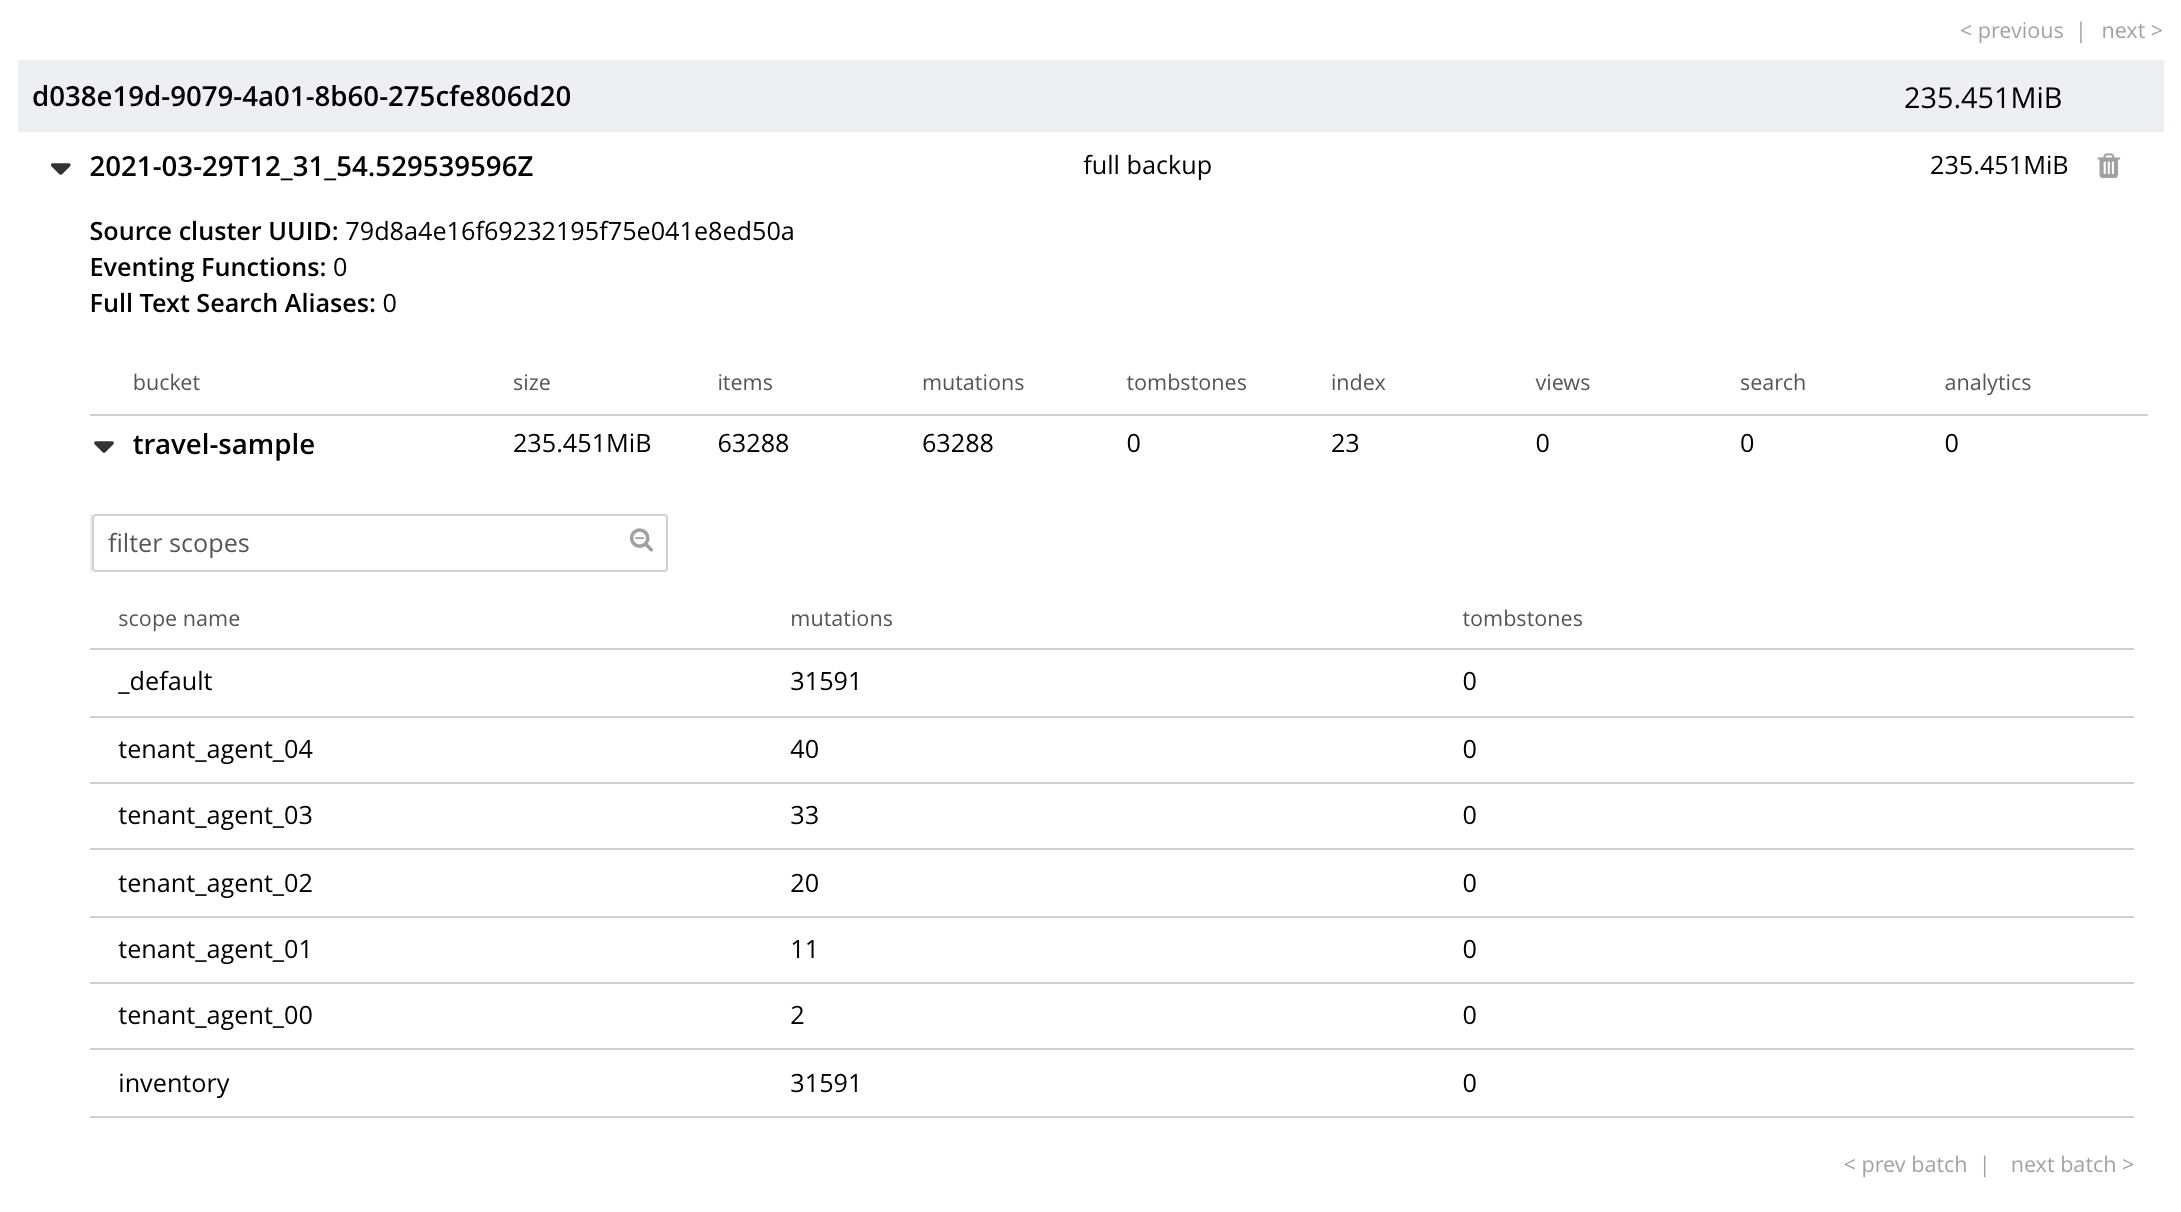 < previous | next >
d038e19d-9079-4a01-8b60-275cfe806d20 235.451MiB
2021-03-29T12_31_54.529539596Z full backup 235.451MiB
Source cluster UUID: 79d8a4e16f69232195f75e041e8ed50a
Eventing Functions: 0
Full Text Search Aliases: 0
bucket size items mutations tombstones index views search analytics
travel-sample 235.451MiB 63288 63288 0 23 0 0 0
filter scopes
scope name mutations tombstones
_default 31591 0
tenant_agent_04 40 0
tenant_agent_03 33 0
tenant_agent_02 20 0
tenant_agent_01 11 0
tenant_agent_00 2 0
inventory 31591 0
< prev batch | next batch >